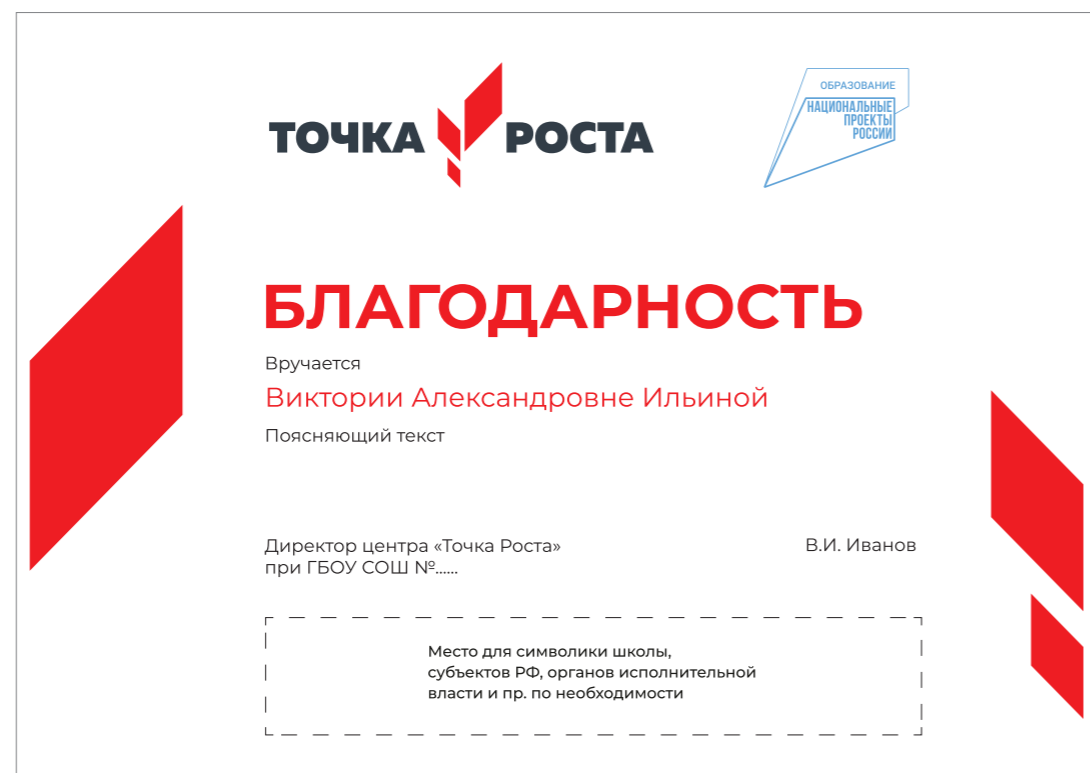 ТОЧКА РОСТА
ОБРАЗОВАНИЕ
НАЦИОНАЛЬНЫЕ
ПРОЕКТЫ
РОССИИ
БЛАГОДАРНОСТЬ
Вручается
Виктории Александровне Ильиной
Поясняющий текст
Директор центра «Точка Роста»
при ГБОУ СОШ №......
В.И. Иванов
Место для символики школы,
субъектов РФ, органов исполнительной
власти и пр. по необходимости